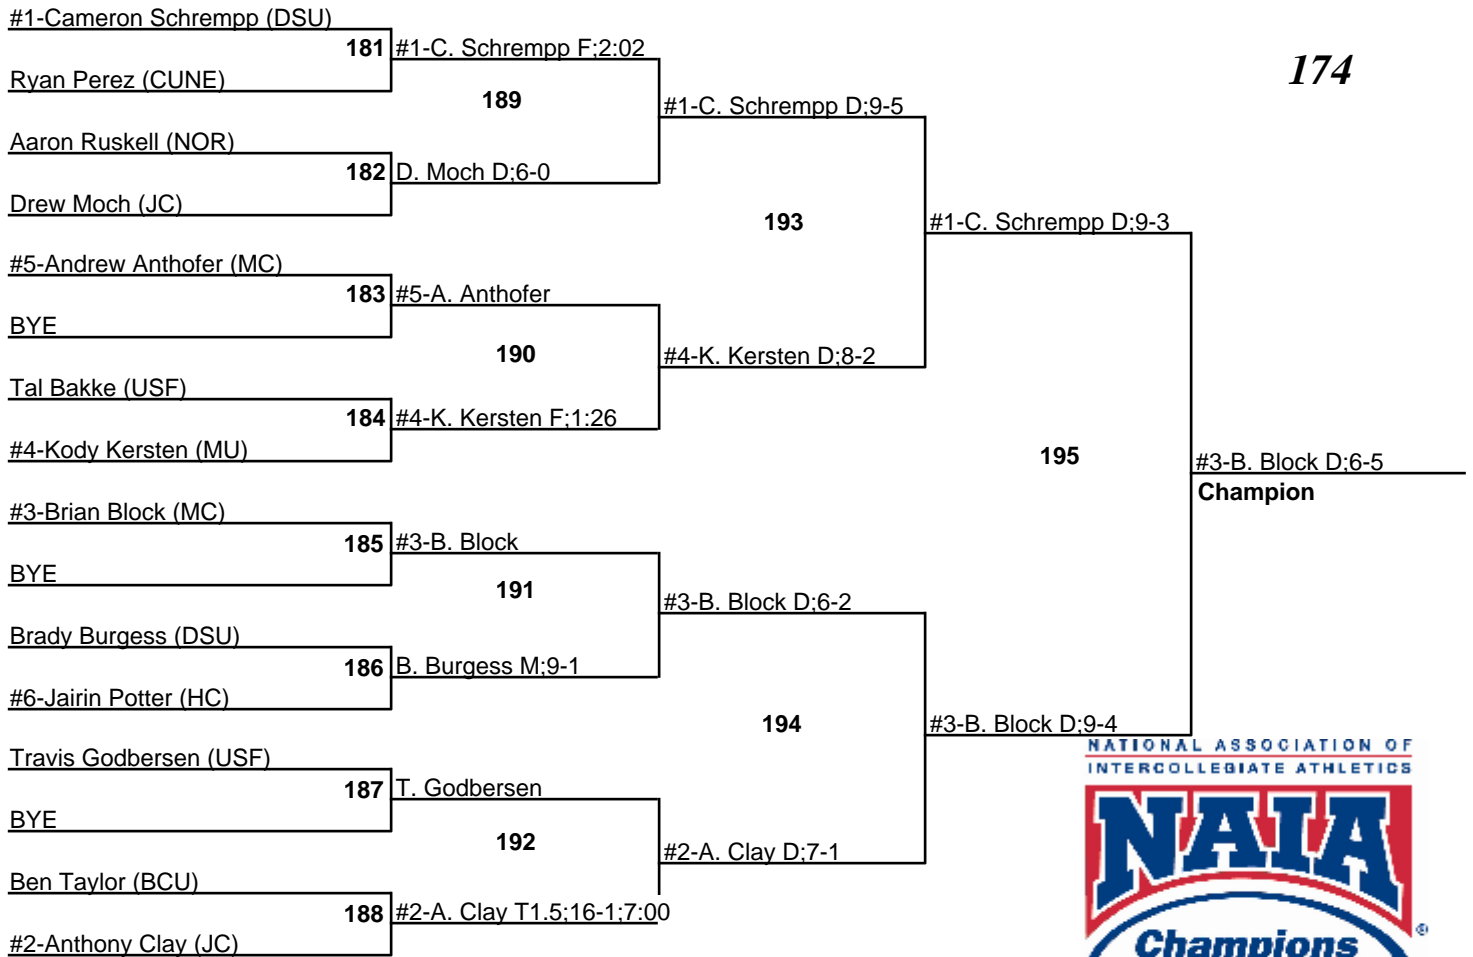 #1-Cameron Schrempp (DSU)
181
#1-C. Schrempp F;2:02
174
Ryan Perez (CUNE)
189
#1-C. Schrempp D;9-5
Aaron Ruskell (NOR)
182
D. Moch D;6-0
Drew Moch (JC)
193
#1-C. Schrempp D;9-3
#5-Andrew Anthofer (MC)
183
#5-A. Anthofer
BYE
190
#4-K. Kersten D;8-2
Tal Bakke (USF)
184
#4-K. Kersten F;1:26
#4-Kody Kersten (MU)
195
#3-B. Block D;6-5
Champion
#3-Brian Block (MC)
185
#3-B. Block
BYE
191
#3-B. Block D;6-2
Brady Burgess (DSU)
186
B. Burgess M;9-1
#6-Jairin Potter (HC)
194
#3-B. Block D;9-4
Travis Godbersen (USF)
187
T. Godbersen
BYE
192
#2-A. Clay D;7-1
Ben Taylor (BCU)
188
#2-A. Clay T1.5;16-1;7:00
#2-Anthony Clay (JC)
NATIONAL ASSOCIATION OF
INTERCOLLEGIATE ATHLETICS
NAIA
®
Champions